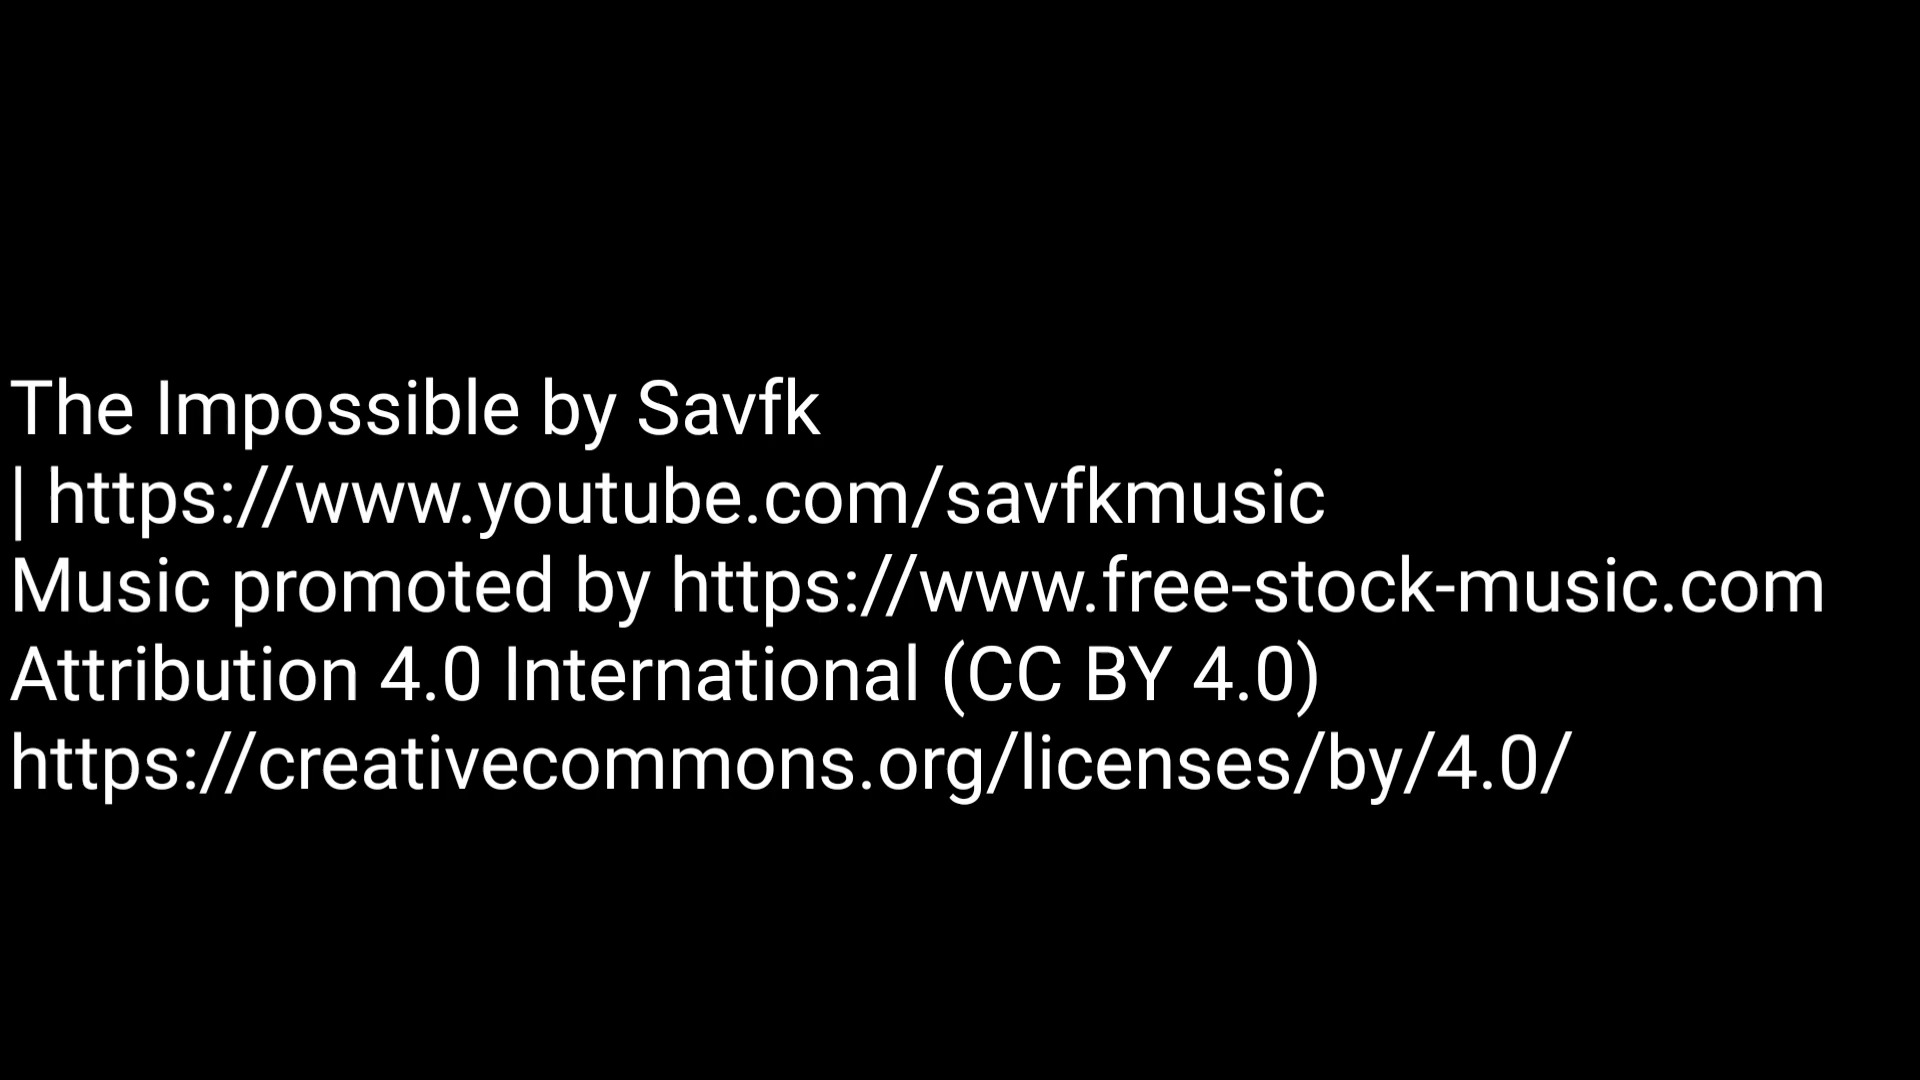 The Impossible by Savfk
| https://www.youtube.com/savfkmusic
Music promoted by https://www.free-stock-music.com
Attribution 4.0 International (CC BY 4.0)
https://creativecommons.org/licenses/by/4.0/